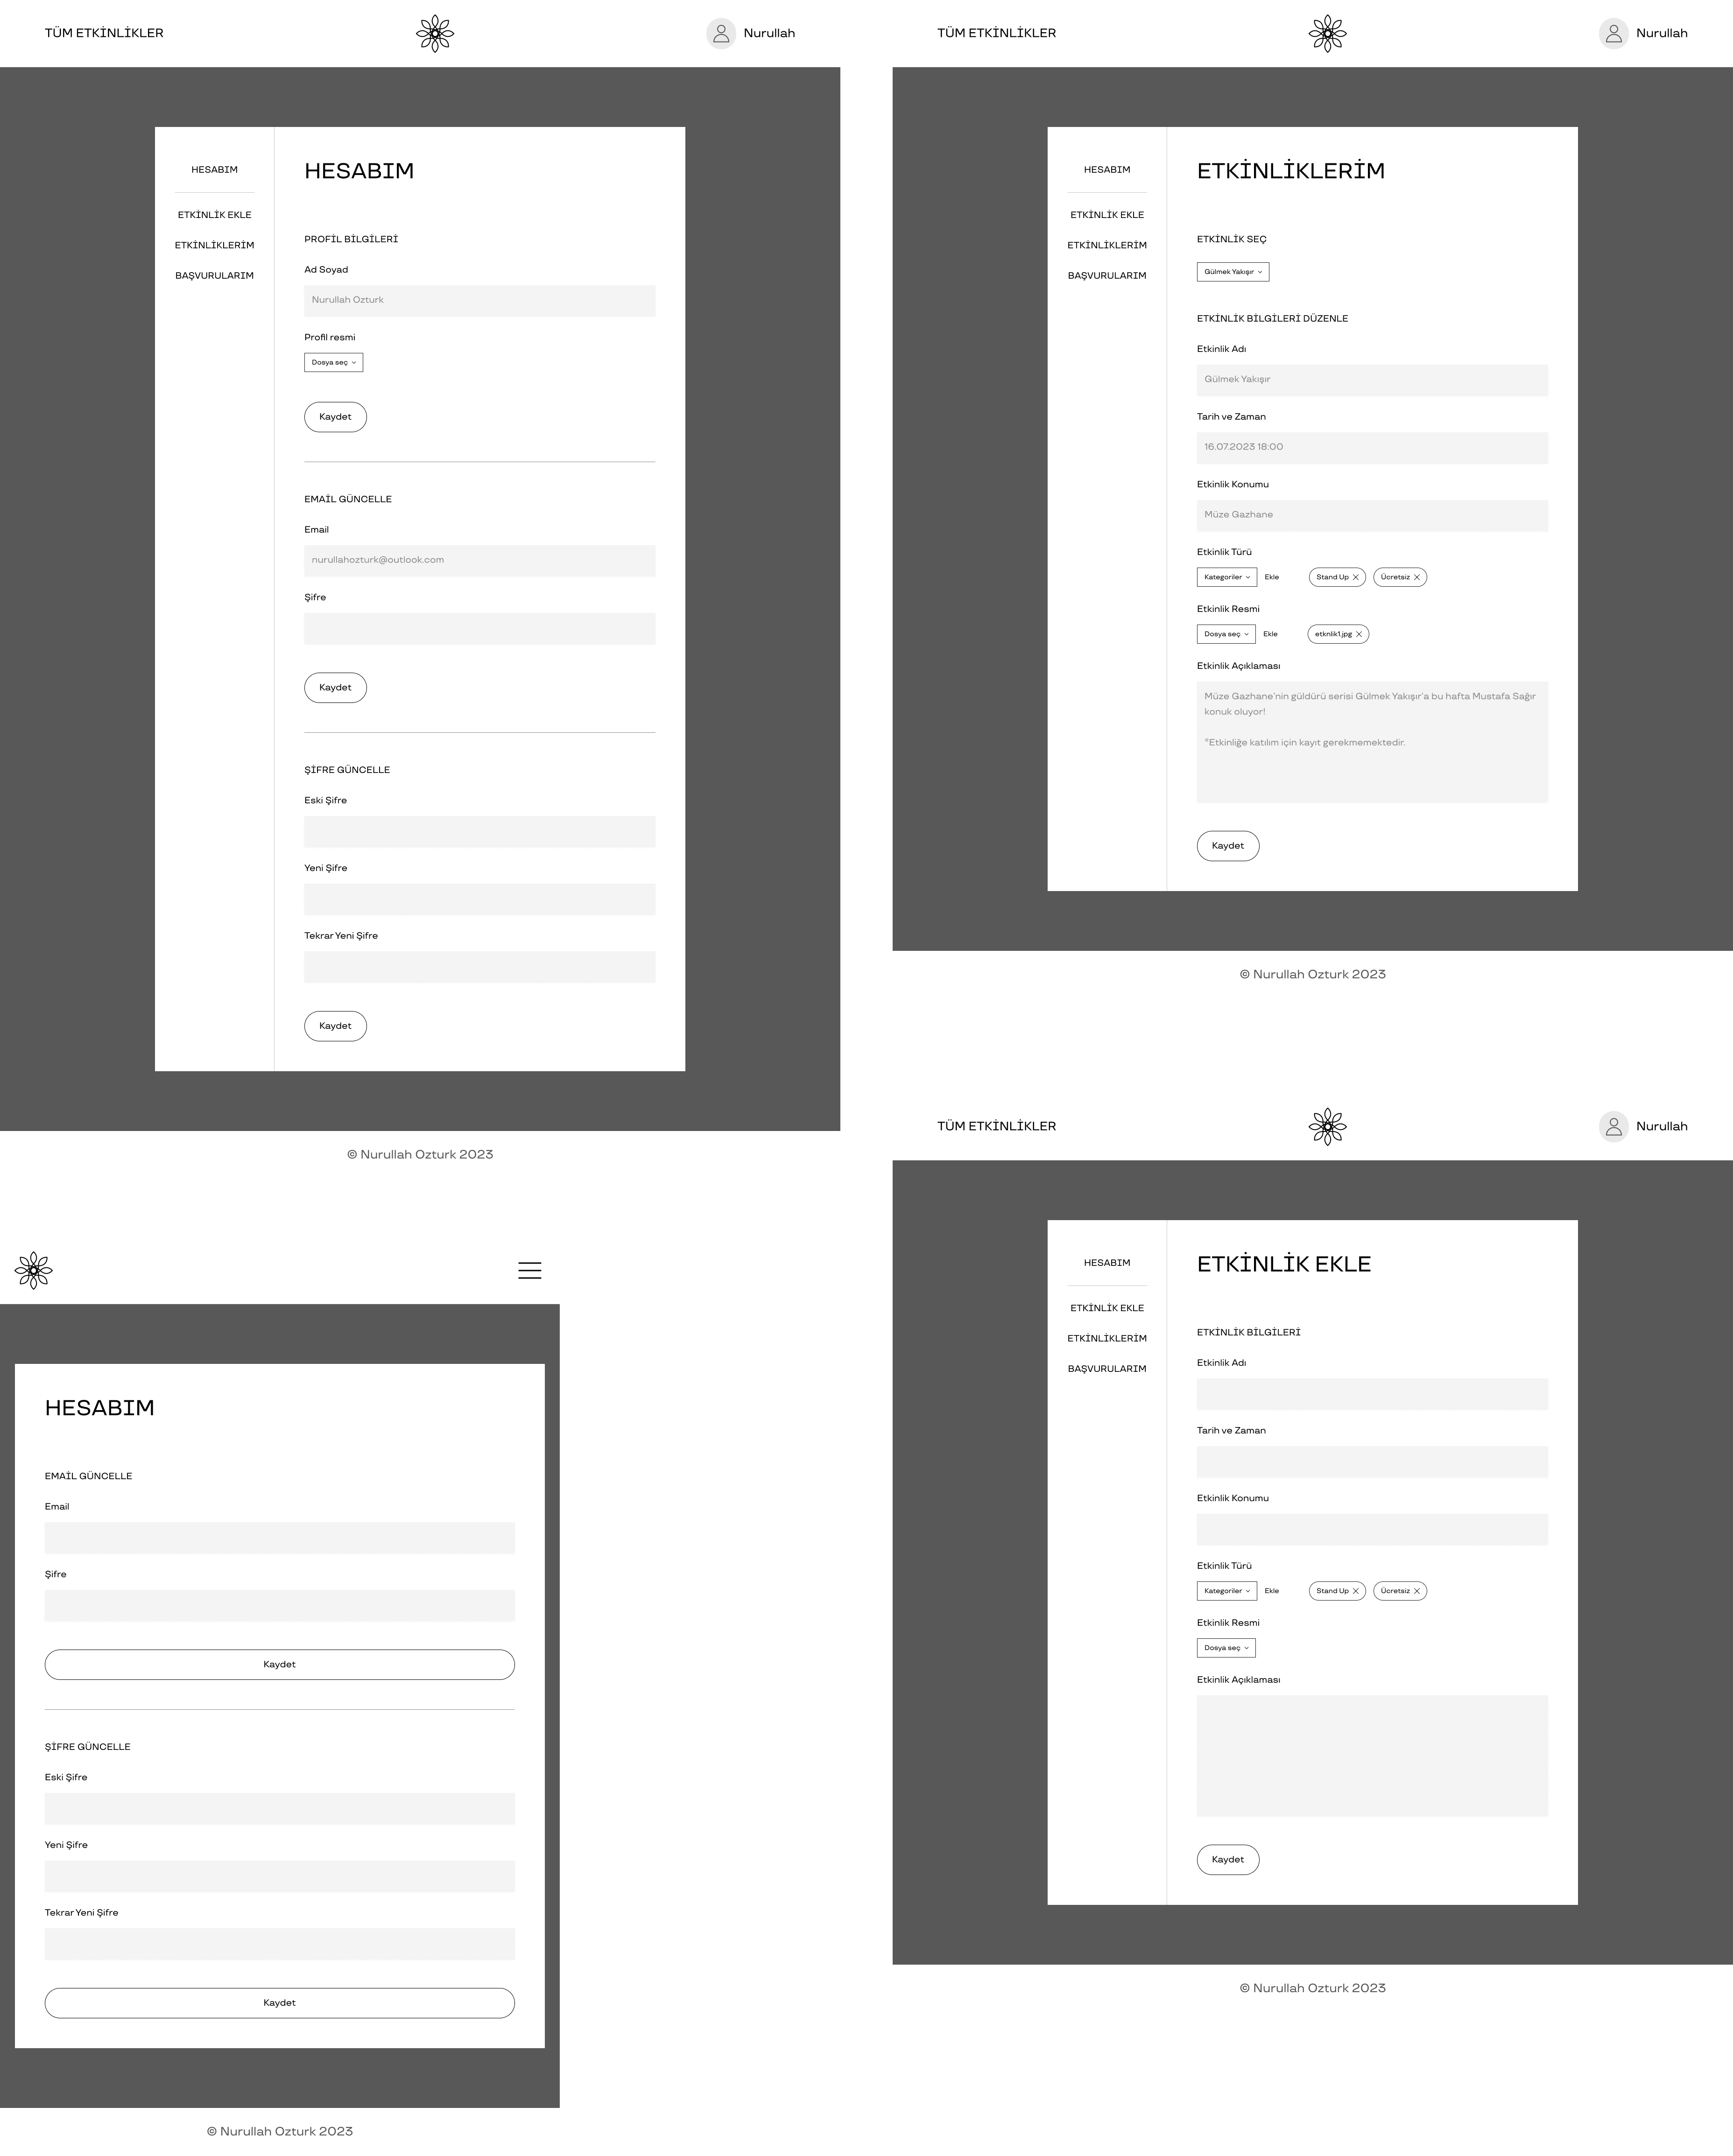 TÜM ETKİNLİKLER
Nurullah
HESABIM
ETKİNLİK EKLE
ETKİNLİKLERİM
BAŞVURULARIM
HESABIM
PROFİL BİLGİLERİ
Ad Soyad
Nurullah Ozturk
Profil resmi
Dosya seç
Kaydet
EMAİL GÜNCELLE
Email
nurullahozturk@outlook.com
Şifre
Kaydet
ŞİFRE GÜNCELLE
Eski Şifre
Yeni Şifre
Tekrar Yeni Şifre
Kaydet
© Nurullah Ozturk 2023
TÜM ETKİNLİKLER
Nurullah
HESABIM
ETKİNLİK EKLE
ETKİNLİKLERİM
BAŞVURULARIM
ETKİNLİKLERİM
ETKİNLİK SEÇ
Gülmek Yakışır
ETKİNLİK BİLGİLERİ DÜZENLE
Etkinlik Adı
Gülmek Yakışır
Tarih ve Zaman
16.07.2023 18:00
Etkinlik Konumu
Müze Gazhane
Etkinlik Türü
Kategoriler Ekle Stand Up Ücretsiz
Etkinlik Resmi
Dosya seç Ekle etknlik1.jpg
Etkinlik Açıklaması
Müze Gazhane'nin güldürü serisi Gülmek Yakışır'a bu hafta Mustafa Sağır
konuk oluyor!
*Etkinliğe katılım için kayıt gerekmemektedir.
Kaydet
© Nurullah Ozturk 2023
HESABIM
EMAİL GÜNCELLE
Email
Şifre
Kaydet
ŞİFRE GÜNCELLE
Eski Şifre
Yeni Şifre
Tekrar Yeni Şifre
Kaydet
© Nurullah Ozturk 2023
TÜM ETKİNLİKLER
Nurullah
HESABIM
ETKİNLİK EKLE
ETKİNLİKLERİM
BAŞVURULARIM
ETKİNLİK EKLE
ETKİNLİK BİLGİLERİ
Etkinlik Adı
Tarih ve Zaman
Etkinlik Konumu
Etkinlik Türü
Kategoriler Ekle Stand Up Ücretsiz
Etkinlik Resmi
Dosya seç
Etkinlik Açıklaması
Kaydet
© Nurullah Ozturk 2023